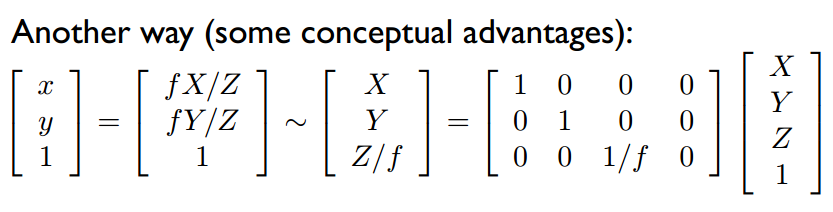 Another way (some conceptual advantages):
[ x ; y ; 1 ] = [ fX/Z ; fY/Z ; 1 ] ∼ [ X ; Y ; Z/f ] = [ 1 0 0 0 ; 0 1 0 0 ; 0 0 1/f 0 ] [ X ; Y ; Z ; 1 ]